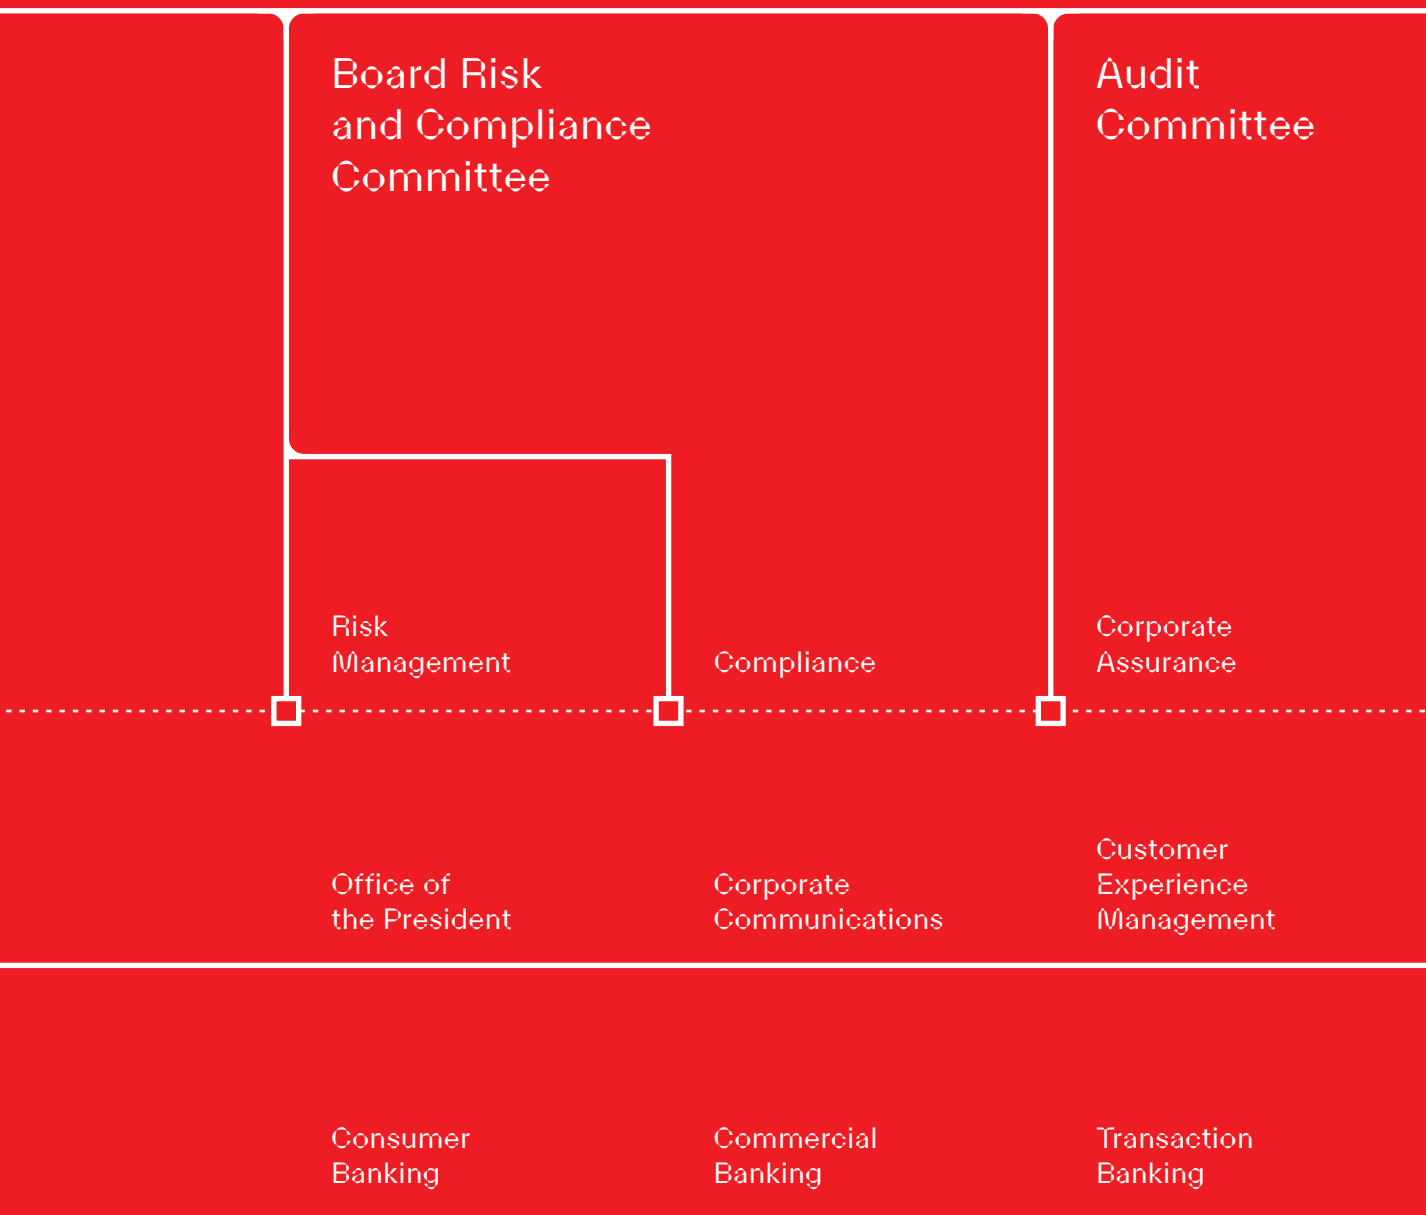 Board Risk
and Compliance
Committee
Audit
Committee
Risk
Management
Compliance
Corporate
Assurance
Office of
the President
Corporate
Communications
Customer
Experience
Management
Consumer
Banking
Commercial
Banking
Transaction
Banking